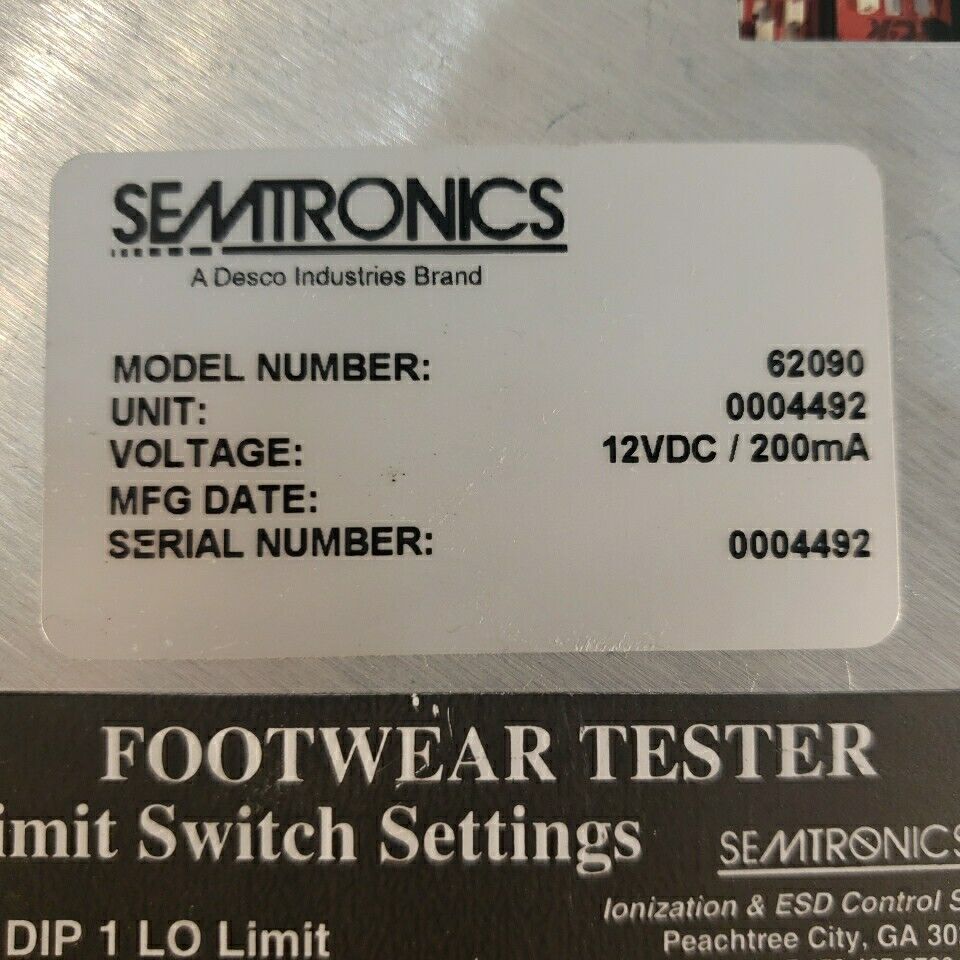 SEMTRONICS
A Desco Industries Brand
MODEL NUMBER: 62090
UNIT: 0004492
VOLTAGE: 12VDC / 200mA
MFG DATE:
SERIAL NUMBER: 0004492
FOOTWEAR TESTER
imit Switch Settings
SEMTRONICS
Ionization & ESD Control S
DIP 1 LO Limit
Peachtree City, GA 30